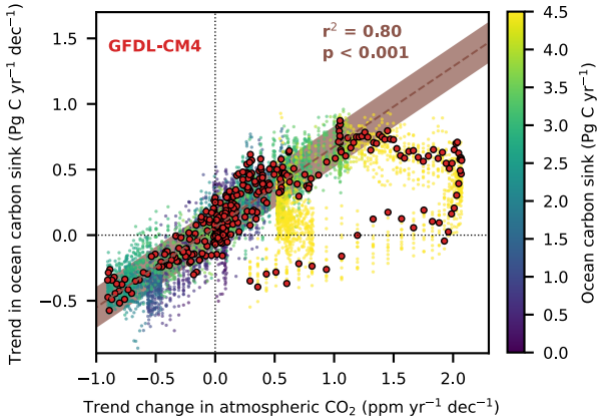 GFDL-CM4
r² = 0.80
p < 0.001
1.5
1.0
0.5
0.0
−0.5
−1.0 −0.5 0.0 0.5 1.0 1.5 2.0
Trend in ocean carbon sink (Pg C yr⁻¹ dec⁻¹)
Trend change in atmospheric CO₂ (ppm yr⁻¹ dec⁻¹)
4.5
4.0
3.5
3.0
2.5
2.0
1.5
1.0
0.5
0.0
Ocean carbon sink (Pg C yr⁻¹)